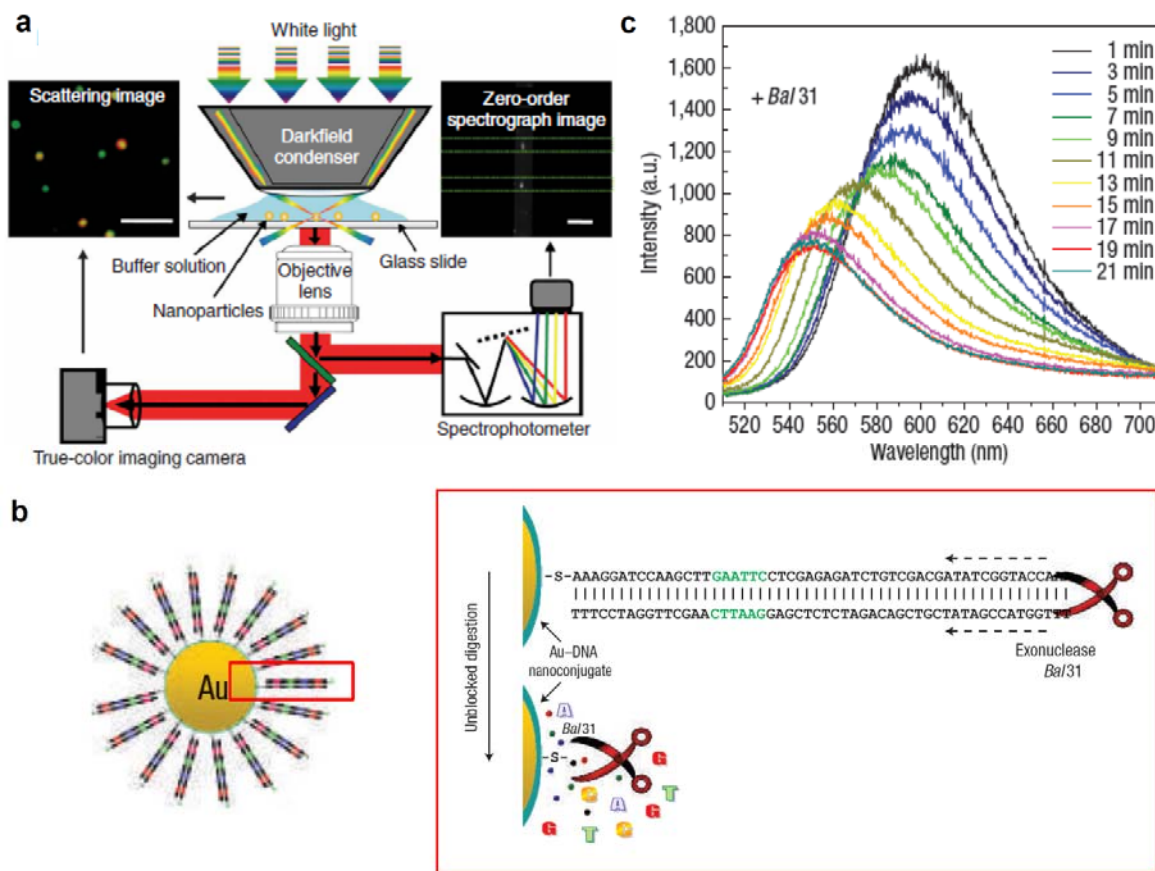 a
White light
Scattering image
Darkfield
condenser
Zero-order
spectrograph image
Buffer solution
Nanoparticles
Objective
lens
Glass slide
Spectrophotometer
True-color imaging camera
c
+ Bal 31
Intensity (a.u.)
1,800
1,600
1,400
1,200
1,000
800
600
400
200
0
520 540 560 580 600 620 640 660 680 700
Wavelength (nm)
1 min
3 min
5 min
7 min
9 min
11 min
13 min
15 min
17 min
19 min
21 min
b
Au
Unblocked digestion
-S-AAAGGATCCAAGCTTGAATTCCTCGAGAGATCTGTCGACGATATCGGTACCAA
TTTCCTAGGTTCGAACTTAAGGAGCTCTCTAGACAGCTGCTATAGCCATGGTTT
Au–DNA
nanoconjugate
Exonuclease
Bal 31
A
Bal 31
-S-
G
G
A
T
G
T
G
G
T